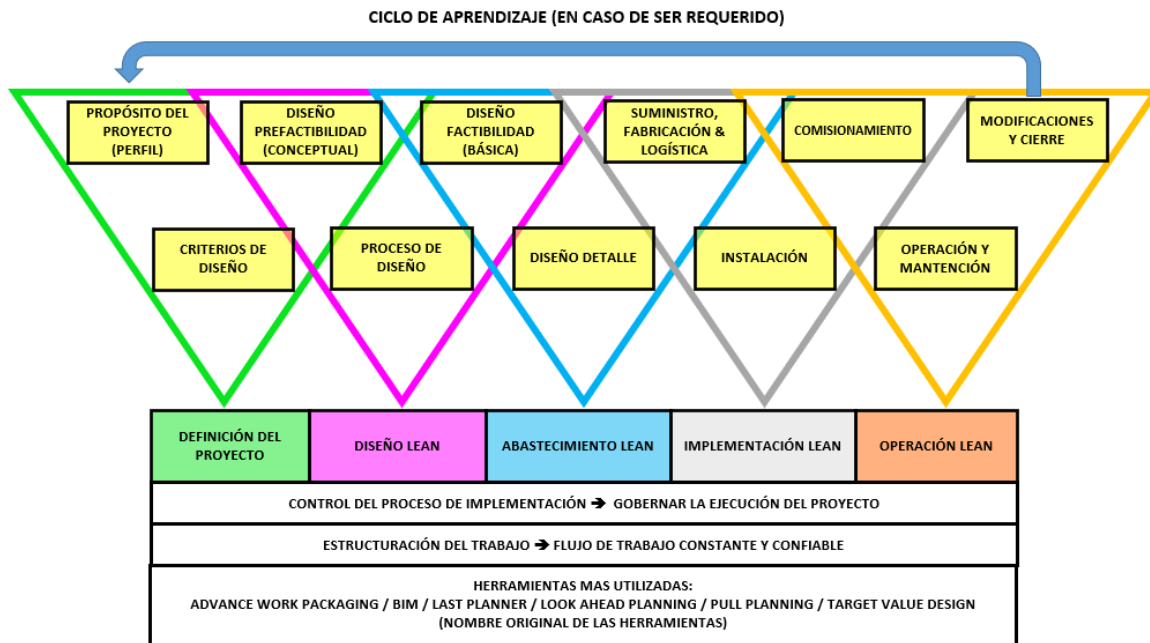 CICLO DE APRENDIZAJE (EN CASO DE SER REQUERIDO)
PROPÓSITO DEL
PROYECTO
(PERFIL)
DISEÑO
PREFACTIBILIDAD
(CONCEPTUAL)
DISEÑO
FACTIBILIDAD
(BÁSICA)
SUMINISTRO,
FABRICACIÓN &
LOGÍSTICA
COMISIONAMIENTO
MODIFICACIONES
Y CIERRE
CRITERIOS DE
DISEÑO
PROCESO DE
DISEÑO
DISEÑO DETALLE
INSTALACIÓN
OPERACIÓN Y
MANTENCIÓN
DEFINICIÓN DEL
PROYECTO
DISEÑO LEAN
ABASTECIMIENTO LEAN
IMPLEMENTACIÓN LEAN
OPERACIÓN LEAN
CONTROL DEL PROCESO DE IMPLEMENTACIÓN ➔ GOBERNAR LA EJECUCIÓN DEL PROYECTO
ESTRUCTURACIÓN DEL TRABAJO ➔ FLUJO DE TRABAJO CONSTANTE Y CONFIABLE
HERRAMIENTAS MAS UTILIZADAS:
ADVANCE WORK PACKAGING / BIM / LAST PLANNER / LOOK AHEAD PLANNING / PULL PLANNING / TARGET VALUE DESIGN
(NOMBRE ORIGINAL DE LAS HERRAMIENTAS)